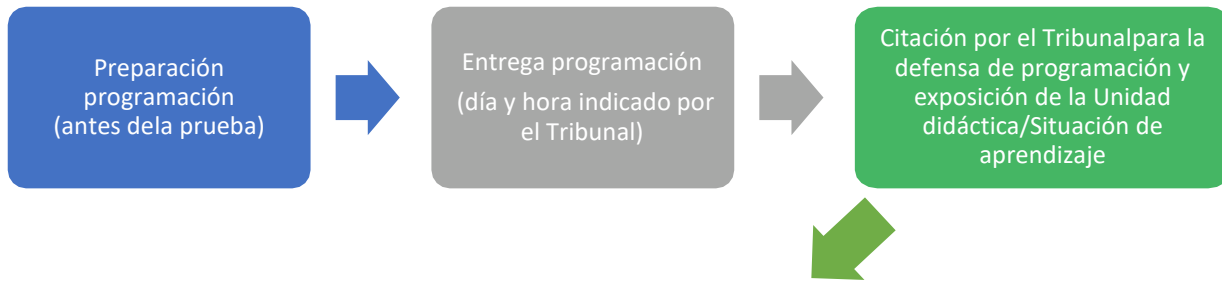 Preparación
programación
(antes dela prueba)
Entrega programación
(día y hora indicado por
el Tribunal)
Citación por el Tribunalpara la
defensa de programación y
exposición de la Unidad
didáctica/Situación de
aprendizaje